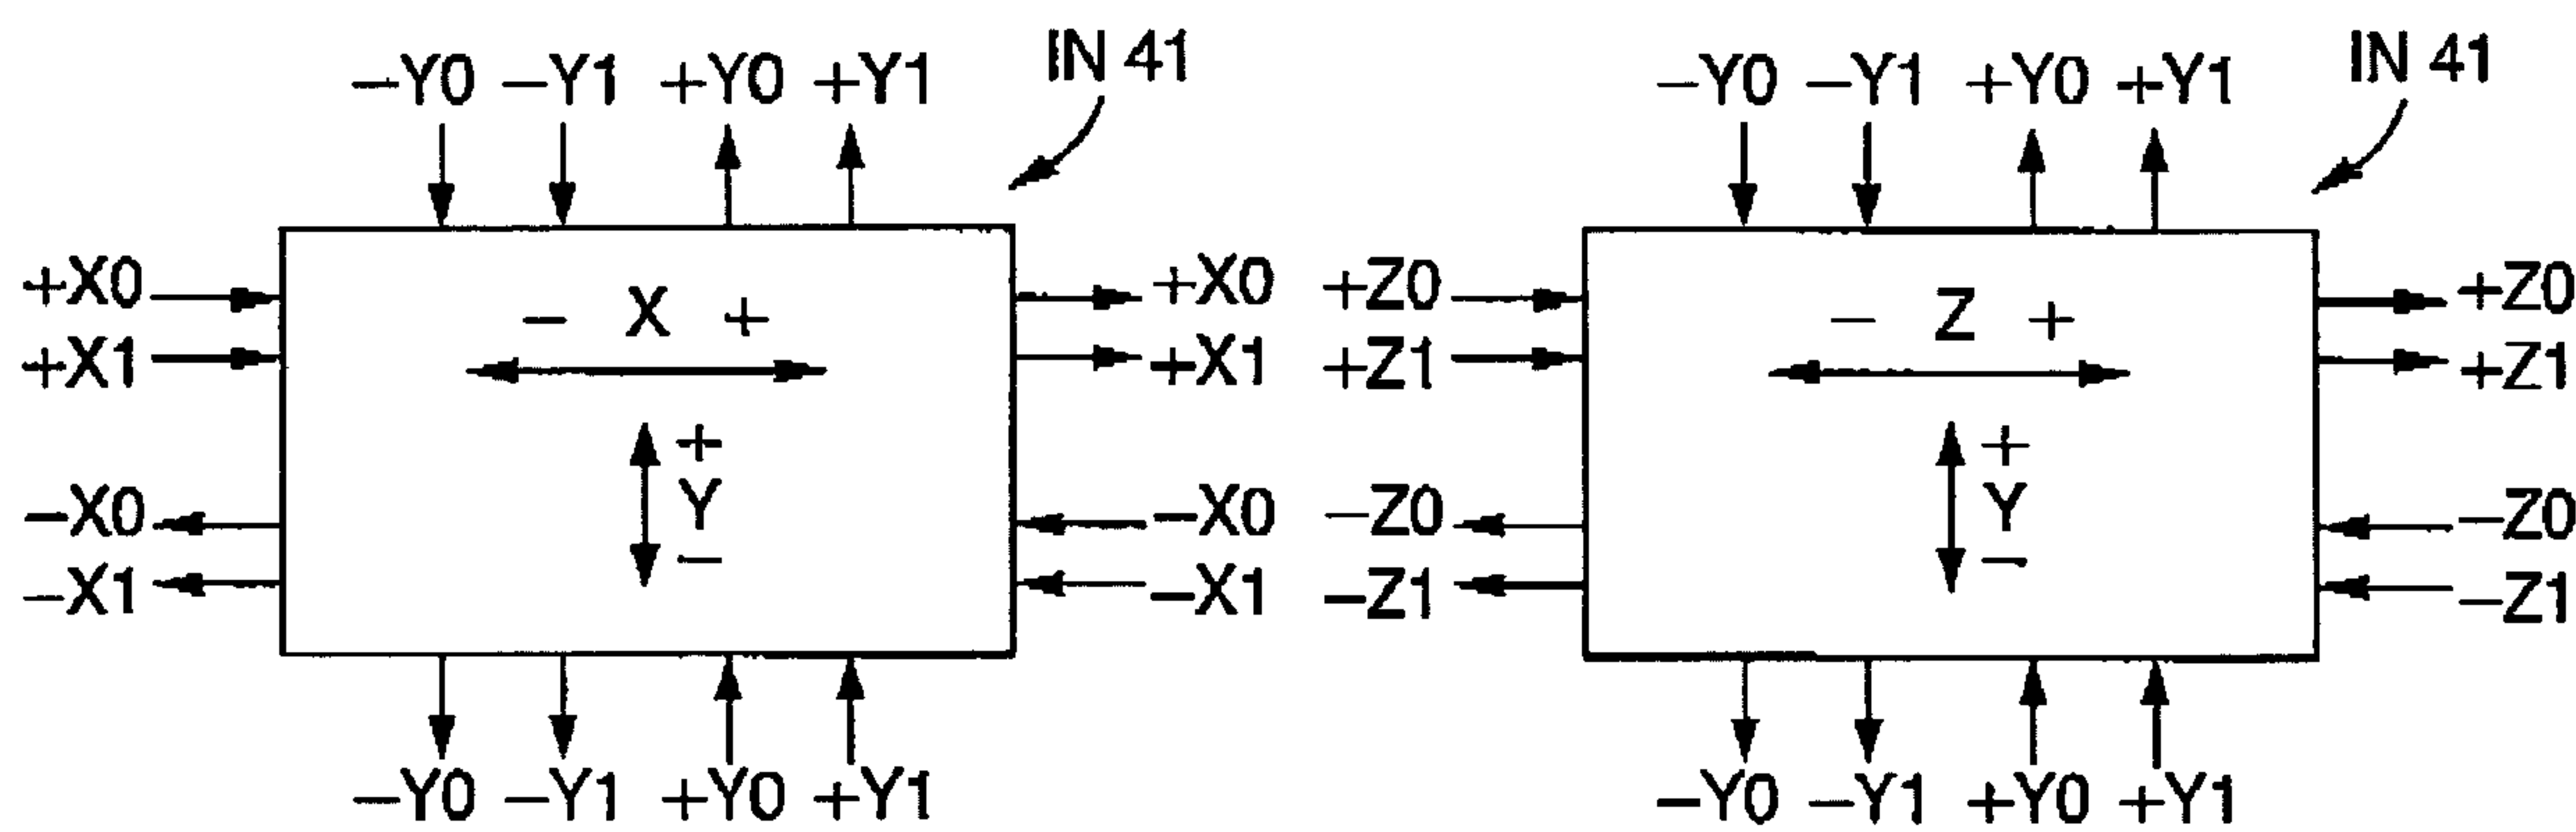 −Y0 −Y1 +Y0 +Y1 IN 41
+X0 +X0
+X1 +X1
− X +
+
Y
−
−X0 −X0
−X1 −X1
−Y0 −Y1 +Y0 +Y1
−Y0 −Y1 +Y0 +Y1 IN 41
+Z0 +Z0
+Z1 +Z1
− Z +
+
Y
−
−Z0 −Z0
−Z1 −Z1
−Y0 −Y1 +Y0 +Y1